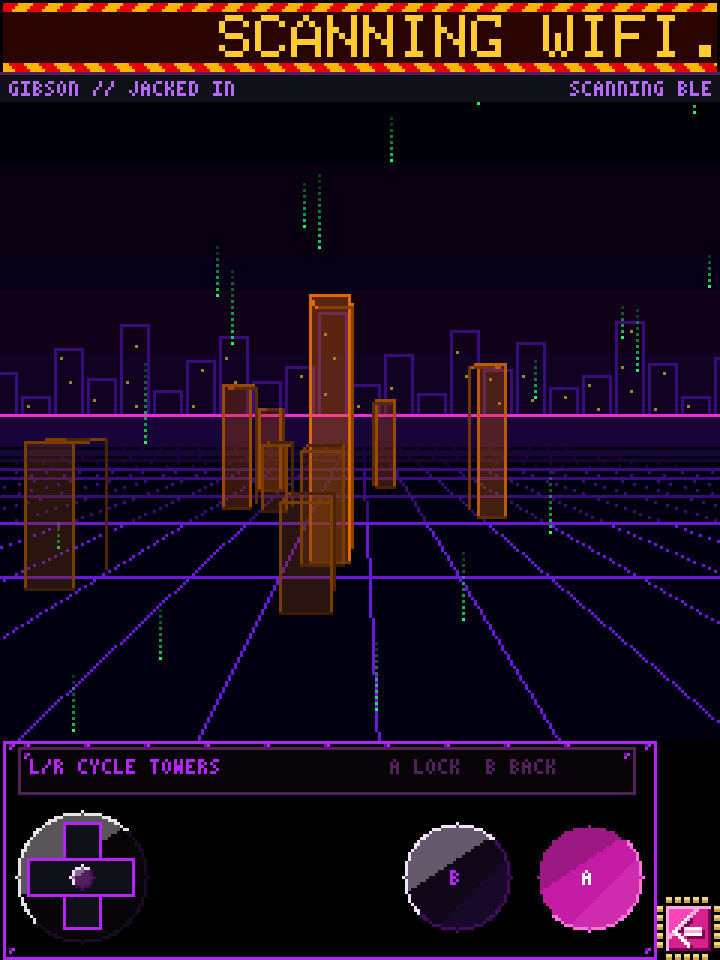 SCANNING WIFI.
GIBSON // JACKED IN
SCANNING BLE
L/R CYCLE TOWERS
A LOCK B BACK
B
A